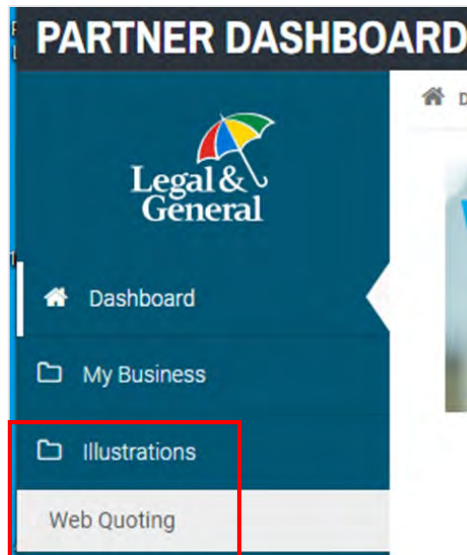 PARTNER DASHBOARD
Legal &
General
Dashboard
My Business
Illustrations
Web Quoting